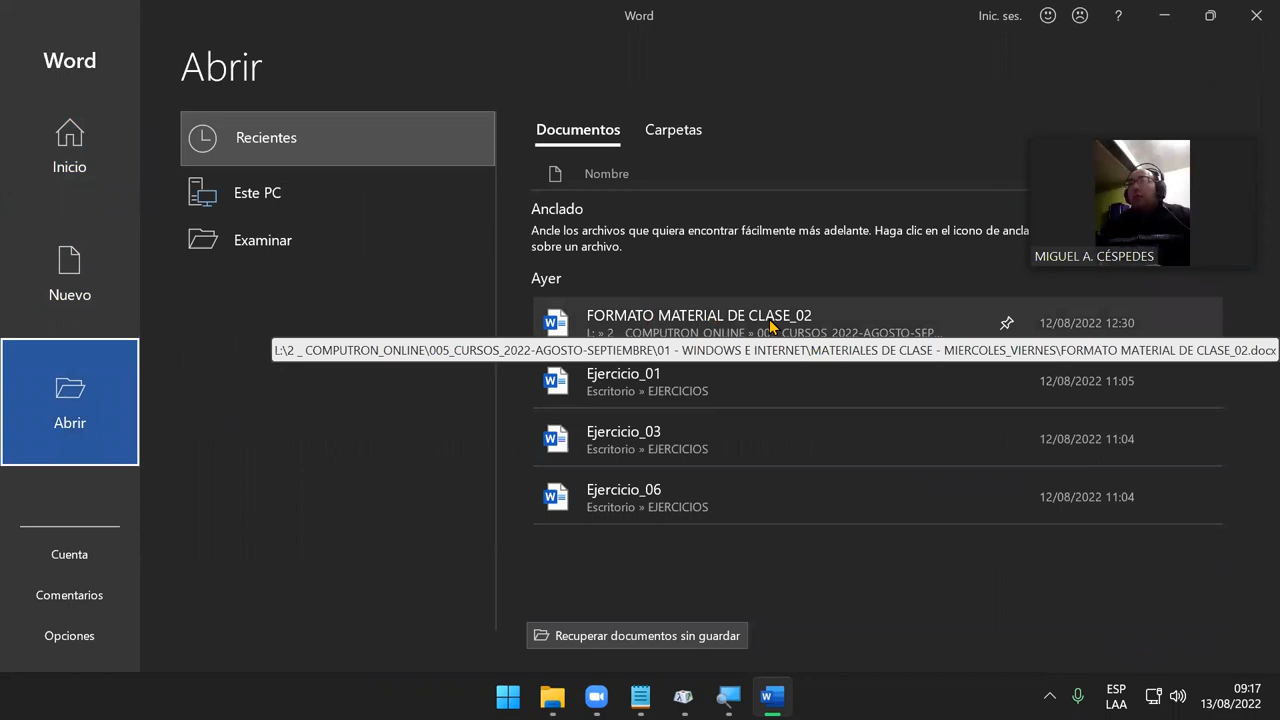 Word
Inic. ses.
?
Word
Abrir
Inicio
Nuevo
Abrir
Cuenta
Comentarios
Opciones
Recientes
Este PC
Examinar
Documentos
Carpetas
Nombre
Anclado
Ancle los archivos que quiera encontrar fácilmente más adelante. Haga clic en el icono de ancla
sobre un archivo.
MIGUEL A. CÉSPEDES
Ayer
FORMATO MATERIAL DE CLASE_02
12/08/2022 12:30
L: » 2 _ COMPUTRON_ONLINE » 005_CURSOS_2022-AGOSTO-SEP...
L:\2 _ COMPUTRON_ONLINE\005_CURSOS_2022-AGOSTO-SEPTIEMBRE\01 - WINDOWS E INTERNET\MATERIALES DE CLASE - MIERCOLES_VIERNES\FORMATO MATERIAL DE CLASE_02.docx
Ejercicio_01
12/08/2022 11:05
Escritorio » EJERCICIOS
Ejercicio_03
12/08/2022 11:04
Escritorio » EJERCICIOS
Ejercicio_06
12/08/2022 11:04
Escritorio » EJERCICIOS
Recuperar documentos sin guardar
ESP
LAA
09:17
13/08/2022